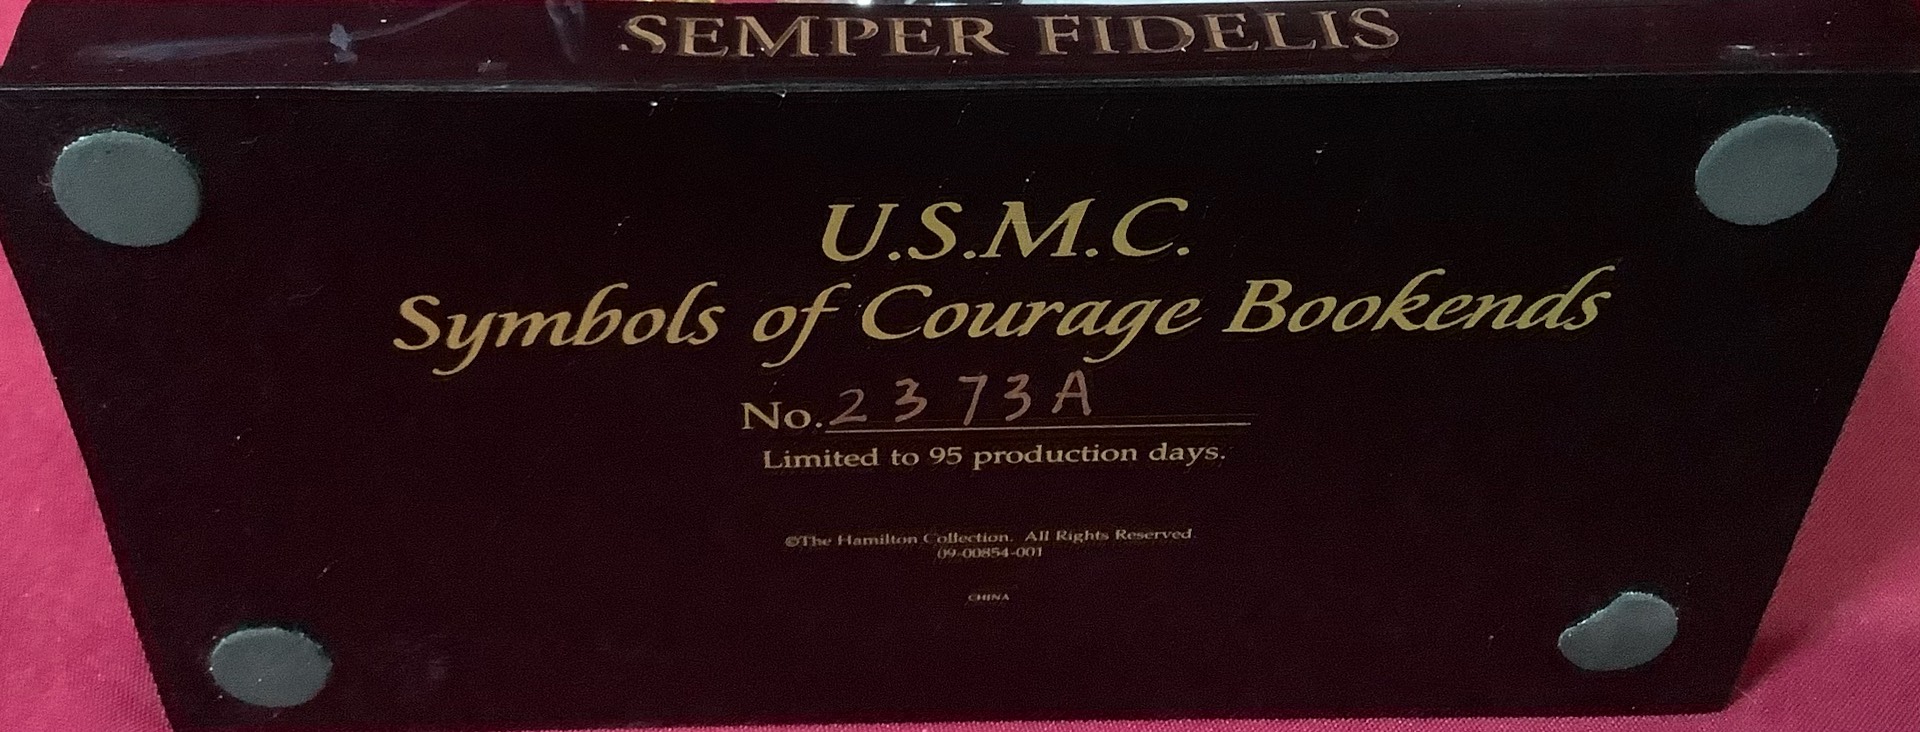 SEMPER FIDELIS
U.S.M.C.
Symbols of Courage Bookends
No. 2373A
Limited to 95 production days.
©The Hamilton Collection. All Rights Reserved.
09-00854-001
CHINA